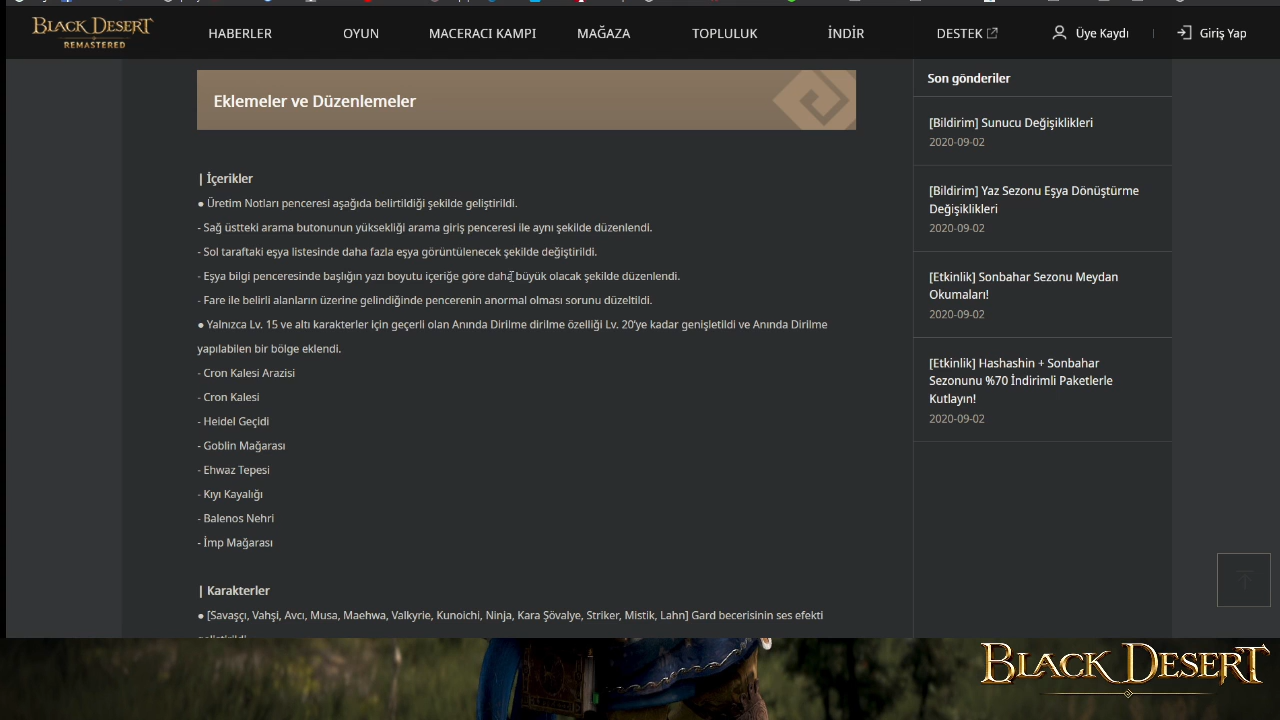 BLACK DESERT
REMASTERED
HABERLER
OYUN
MACERACI KAMPI
MAĞAZA
TOPLULUK
İNDİR
DESTEK
Üye Kaydı
Giriş Yap
Eklemeler ve Düzenlemeler
| İçerikler
● Üretim Notları penceresi aşağıda belirtildiği şekilde geliştirildi.
- Sağ üstteki arama butonunun yüksekliği arama giriş penceresi ile aynı şekilde düzenlendi.
- Sol taraftaki eşya listesinde daha fazla eşya görüntülenecek şekilde değiştirildi.
- Eşya bilgi penceresinde başlığın yazı boyutu içeriğe göre daha büyük olacak şekilde düzenlendi.
- Fare ile belirli alanların üzerine gelindiğinde pencerenin anormal olması sorunu düzeltildi.
● Yalnızca Lv. 15 ve altı karakterler için geçerli olan Anında Dirilme dirilme özelliği Lv. 20'ye kadar genişletildi ve Anında Dirilme
yapılabilen bir bölge eklendi.
- Cron Kalesi Arazisi
- Cron Kalesi
- Heidel Geçidi
- Goblin Mağarası
- Ehwaz Tepesi
- Kıyı Kayalığı
- Balenos Nehri
- İmp Mağarası
| Karakterler
● [Savaşçı, Vahşi, Avcı, Musa, Maehwa, Valkyrie, Kunoichi, Ninja, Kara Şövalye, Striker, Mistik, Lahn] Gard becerisinin ses efekti
Son gönderiler
[Bildirim] Sunucu Değişiklikleri
2020-09-02
[Bildirim] Yaz Sezonu Eşya Dönüştürme
Değişiklikleri
2020-09-02
[Etkinlik] Sonbahar Sezonu Meydan
Okumaları!
2020-09-02
[Etkinlik] Hashashin + Sonbahar
Sezonunu %70 İndirimli Paketlerle
Kutlayın!
2020-09-02
BLACK DESERT